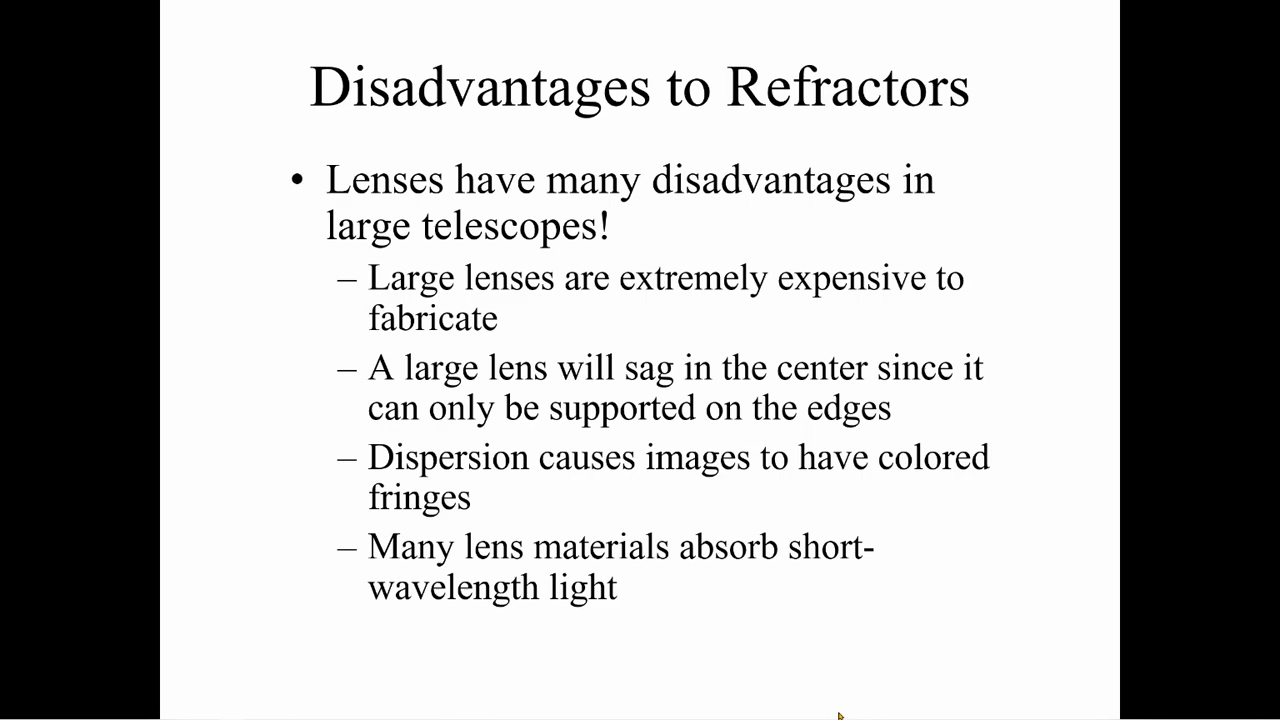 Disadvantages to Refractors
• Lenses have many disadvantages in
large telescopes!
– Large lenses are extremely expensive to
fabricate
– A large lens will sag in the center since it
can only be supported on the edges
– Dispersion causes images to have colored
fringes
– Many lens materials absorb short-
wavelength light